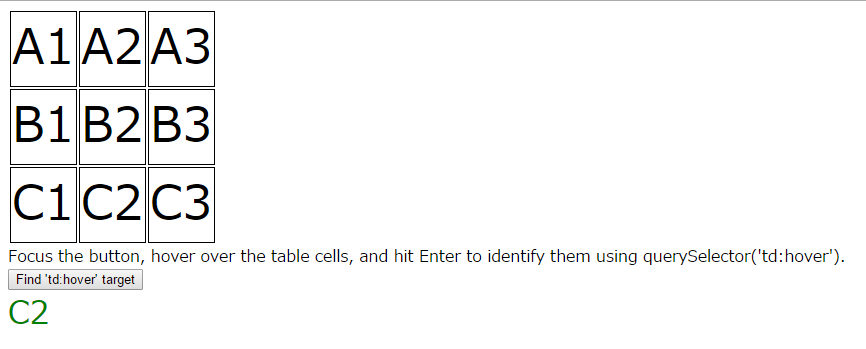 A1 A2 A3
B1 B2 B3
C1 C2 C3
Focus the button, hover over the table cells, and hit Enter to identify them using querySelector('td:hover').
Find 'td:hover' target
C2